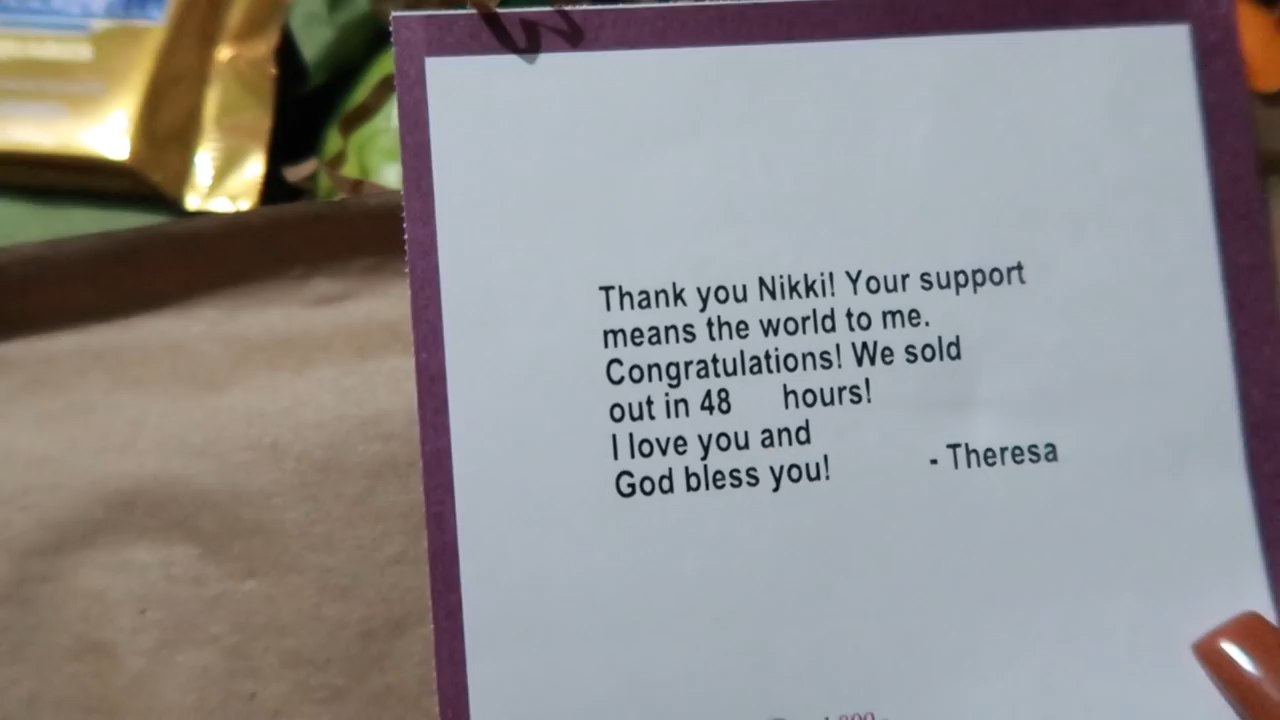 Thank you Nikki! Your support
means the world to me.
Congratulations! We sold
out in 48 hours!
I love you and
God bless you! - Theresa